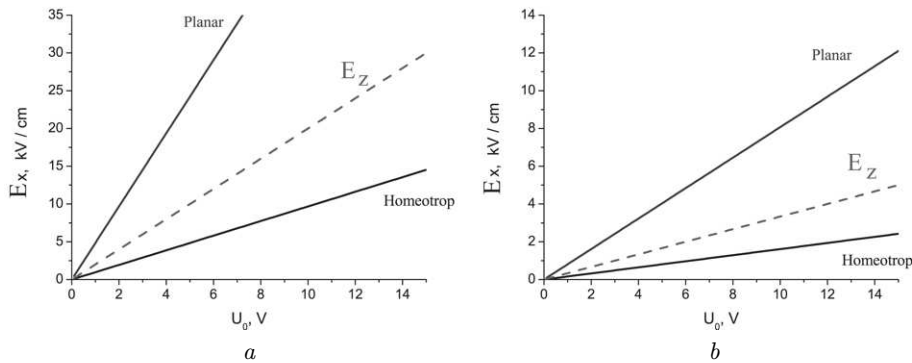 35
30
25
20
15
10
5
0
Ex, kV / cm
Planar
E_Z
Homeotrop
0 2 4 6 8 10 12 14
U₀, V
a
14
12
10
8
6
4
2
0
Ex, kV / cm
Planar
E_Z
Homeotrop
0 2 4 6 8 10 12 14
U₀, V
b